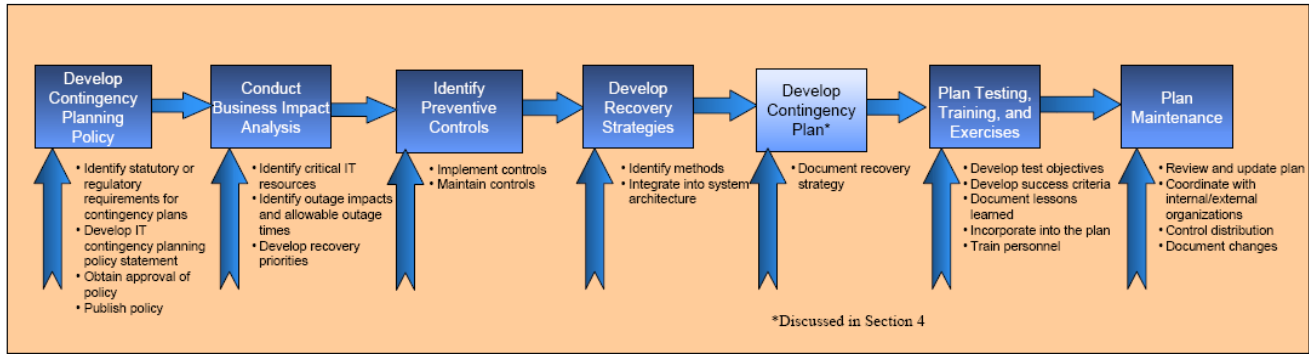 Develop
Contingency
Planning
Policy
Conduct
Business Impact
Analysis
Identify
Preventive
Controls
Develop
Recovery
Strategies
Develop
Contingency
Plan*
Plan Testing,
Training, and
Exercises
Plan
Maintenance
• Identify statutory or
regulatory
requirements for
contingency plans
• Develop IT
contingency planning
policy statement
• Obtain approval of
policy
• Publish policy
• Identify critical IT
resources
• Identify outage impacts
and allowable outage
times
• Develop recovery
priorities
• Implement controls
• Maintain controls
• Identify methods
• Integrate into system
architecture
• Document recovery
strategy
• Develop test objectives
• Develop success criteria
• Document lessons
learned
• Incorporate into the plan
• Train personnel
• Review and update plan
• Coordinate with
internal/external
organizations
• Control distribution
• Document changes
*Discussed in Section 4